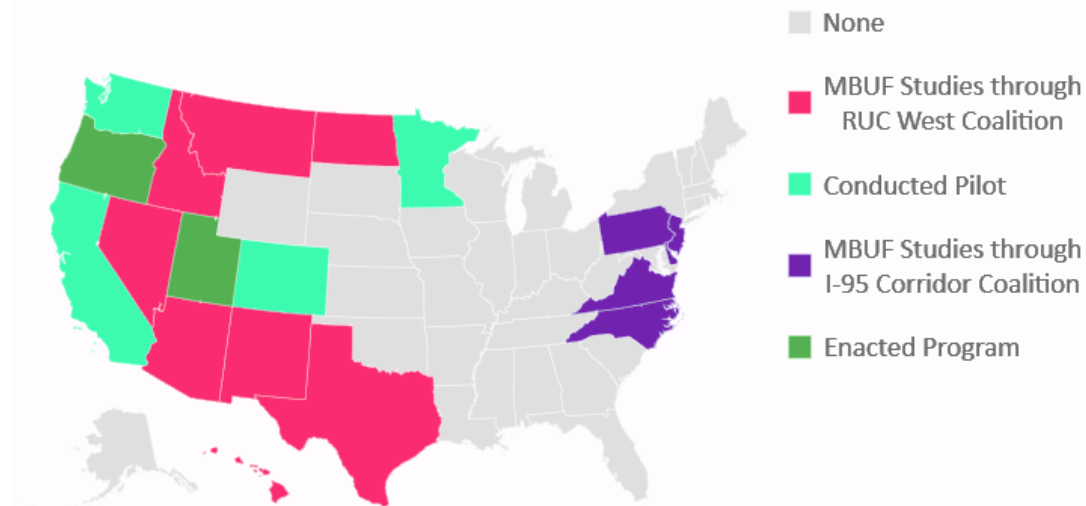 None
MBUF Studies through
RUC West Coalition
Conducted Pilot
MBUF Studies through
I-95 Corridor Coalition
Enacted Program